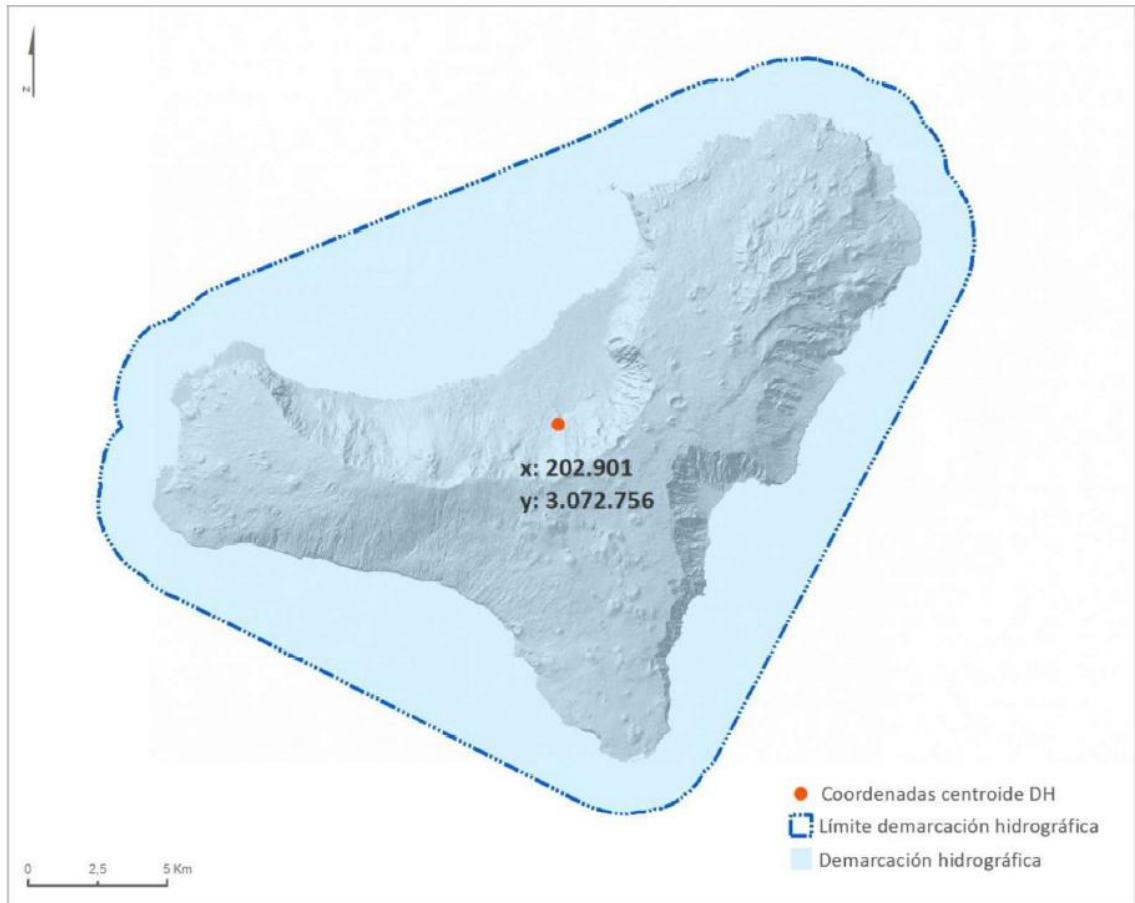 N
x: 202.901
y: 3.072.756
Coordenadas centroide DH
Límite demarcación hidrográfica
Demarcación hidrográfica
0 2,5 5 Km